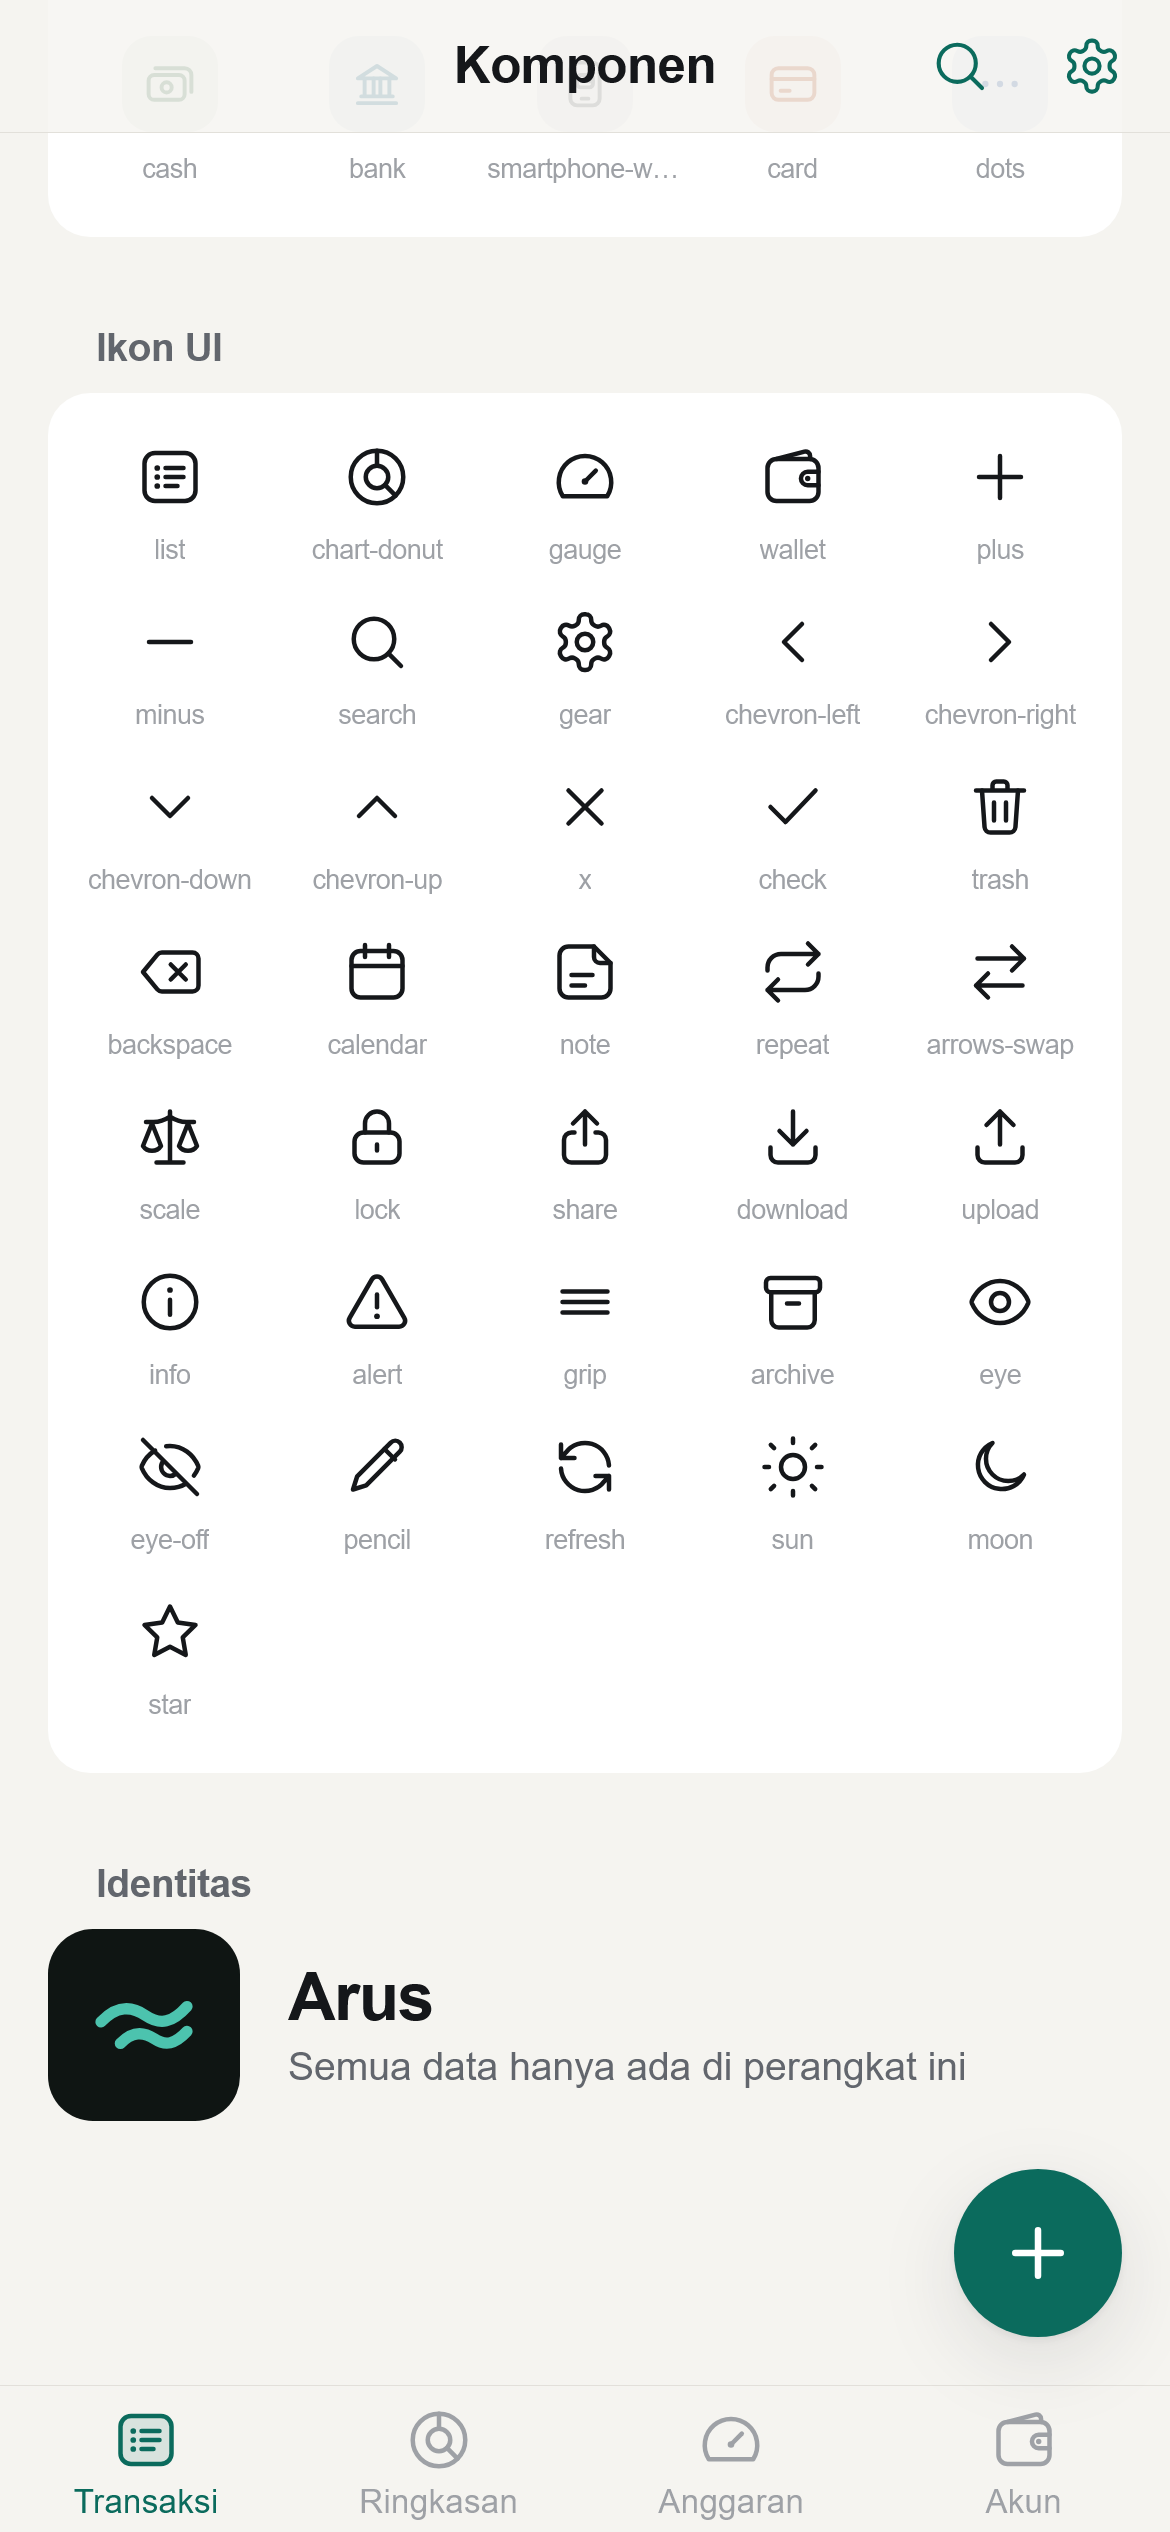 Komponen
cash bank smartphone-w... card dots
Ikon UI
list chart-donut gauge wallet plus
minus search gear chevron-left chevron-right
chevron-down chevron-up x check trash
backspace calendar note repeat arrows-swap
scale lock share download upload
info alert grip archive eye
eye-off pencil refresh sun moon
star
Identitas
Arus
Semua data hanya ada di perangkat ini
Transaksi Ringkasan Anggaran Akun